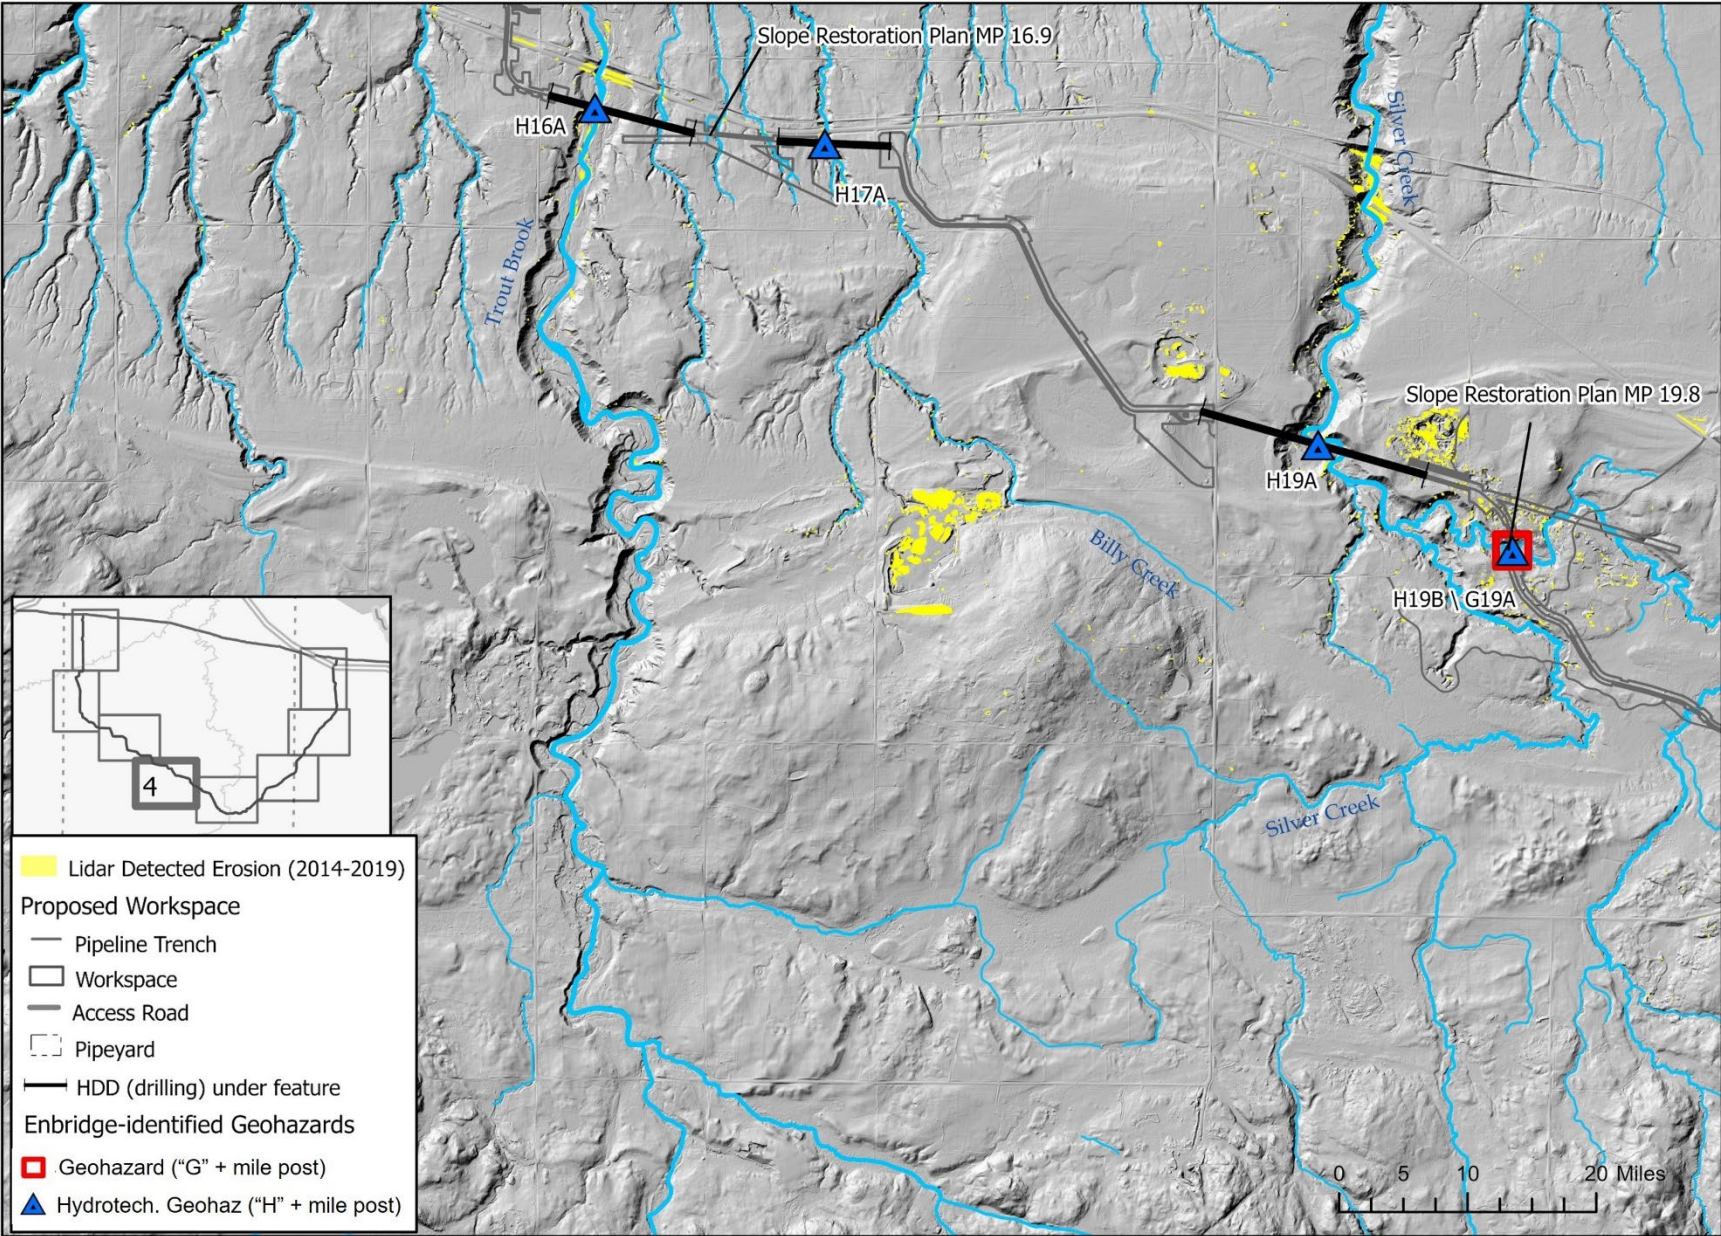 Slope Restoration Plan MP 16.9
H16A
H17A
Silver Creek
Trout Brook
Slope Restoration Plan MP 19.8
H19A
Billy Creek
H19B \ G19A
Silver Creek
4
Lidar Detected Erosion (2014-2019)
Proposed Workspace
Pipeline Trench
Workspace
Access Road
Pipeyard
HDD (drilling) under feature
Enbridge-identified Geohazards
Geohazard (“G” + mile post)
Hydrotech. Geohaz (“H” + mile post)
0 5 10 20 Miles